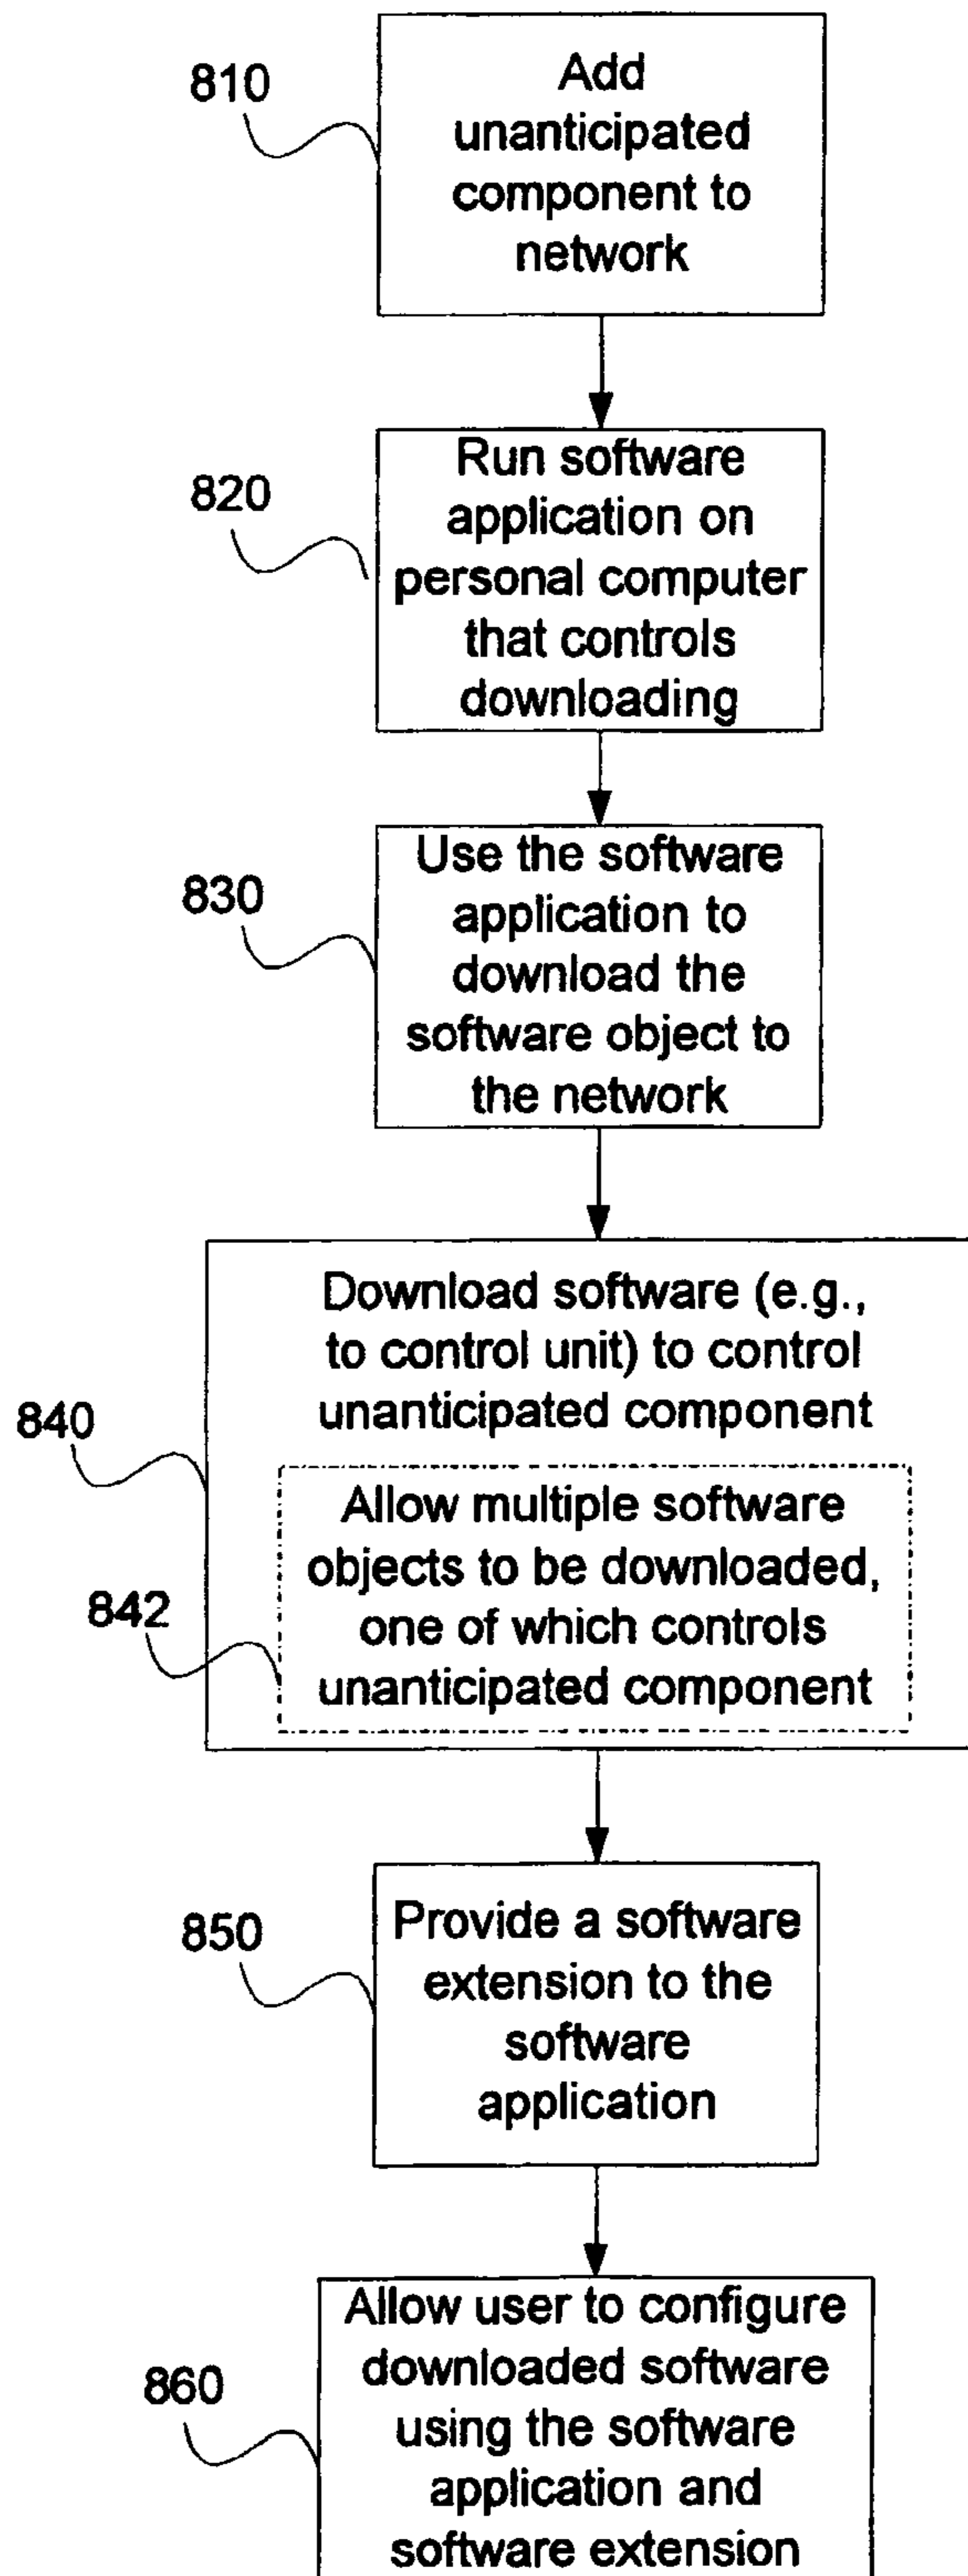 810
Add
unanticipated
component to
network
820
Run software
application on
personal computer
that controls
downloading
830
Use the software
application to
download the
software object to
the network
840
Download software (e.g.,
to control unit) to control
unanticipated component
842
Allow multiple software
objects to be downloaded,
one of which controls
unanticipated component
850
Provide a software
extension to the
software
application
860
Allow user to configure
downloaded software
using the software
application and
software extension